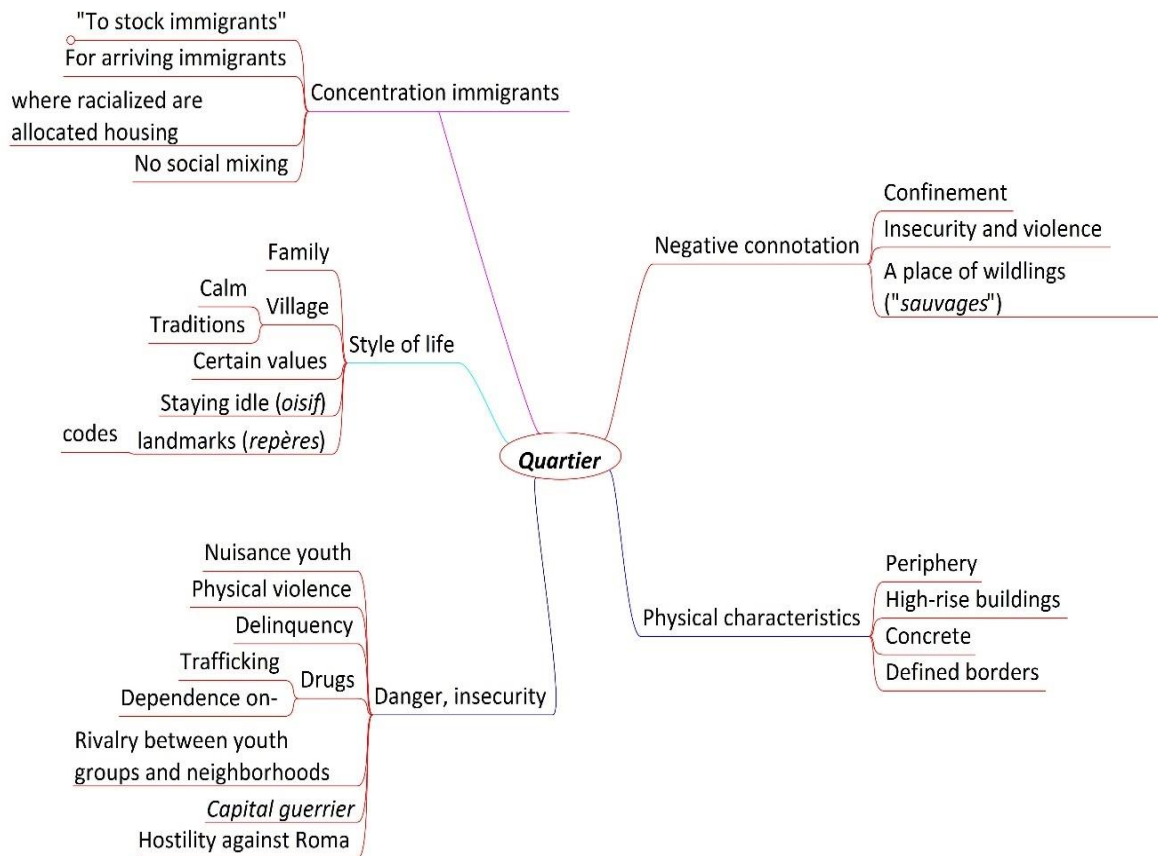 "To stock immigrants"
For arriving immigrants
where racialized are
allocated housing
No social mixing
Concentration immigrants
Family
Calm
Traditions
Village
Certain values
Staying idle (oisif)
codes
landmarks (repères)
Style of life
Nuisance youth
Physical violence
Delinquency
Trafficking
Dependence on-
Drugs
Rivalry between youth
groups and neighborhoods
Capital guerrier
Hostility against Roma
Danger, insecurity
Quartier
Negative connotation
Confinement
Insecurity and violence
A place of wildlings
("sauvages")
Physical characteristics
Periphery
High-rise buildings
Concrete
Defined borders